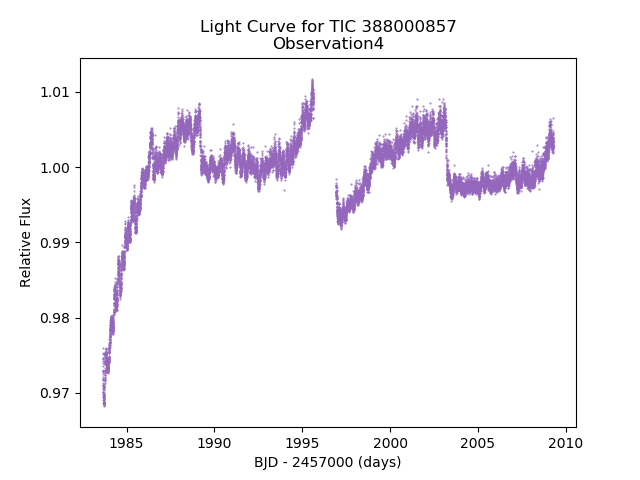 Light Curve for TIC 388000857
Observation4
Relative Flux
1.01
1.00
0.99
0.98
0.97
1985
1990
1995
2000
2005
2010
BJD - 2457000 (days)